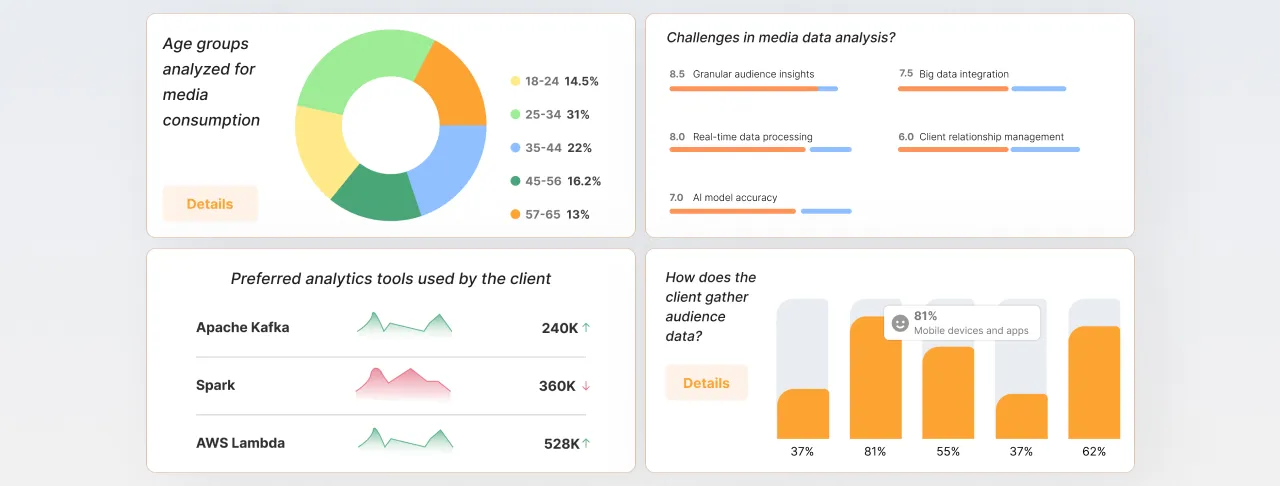 Age groups
analyzed for
media
consumption
Details
18-24 14.5%
25-34 31%
35-44 22%
45-56 16.2%
57-65 13%
Challenges in media data analysis?
8.5 Granular audience insights
7.5 Big data integration
8.0 Real-time data processing
6.0 Client relationship management
7.0 AI model accuracy
Preferred analytics tools used by the client
Apache Kafka 240K↑
Spark 360K ↓
AWS Lambda 528K↑
How does the
client gather
audience
data?
Details
81%
Mobile devices and apps
37% 81% 55% 37% 62%